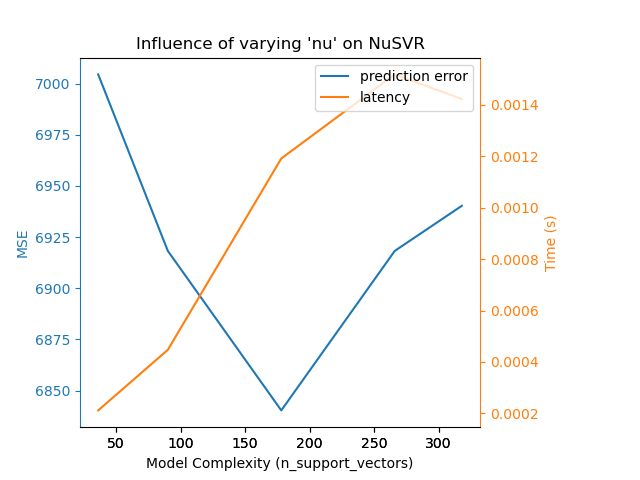 Influence of varying 'nu' on NuSVR
prediction error
latency
7000
6975
6950
6925
6900
6875
6850
MSE
0.0014
0.0012
0.0010
0.0008
0.0006
0.0004
0.0002
Time (s)
50 100 150 200 250 300
Model Complexity (n_support_vectors)